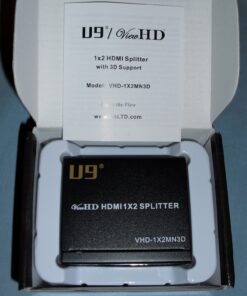 U9® / ViewHD
1x2 HDMI Splitter
with 3D Support
Model: VHD-1X2MN3D
U9®
ViewHD HDMI 1X2 SPLITTER
VHD-1X2MN3D